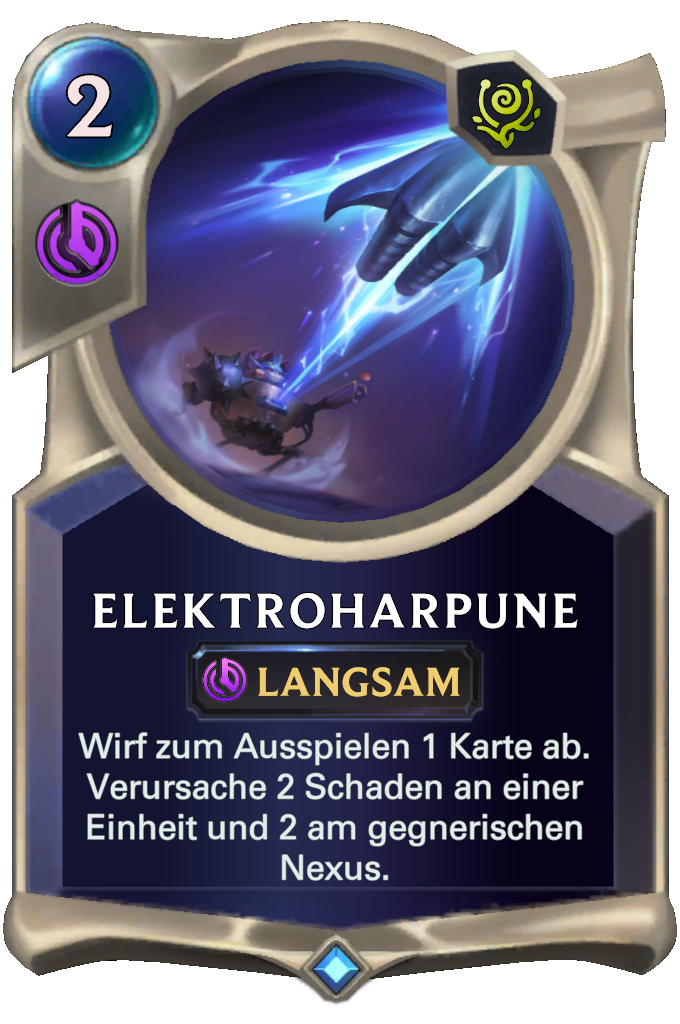 2
ELEKTROHARPUNE
LANGSAM
Wirf zum Ausspielen 1 Karte ab.
Verursache 2 Schaden an einer
Einheit und 2 am gegnerischen
Nexus.